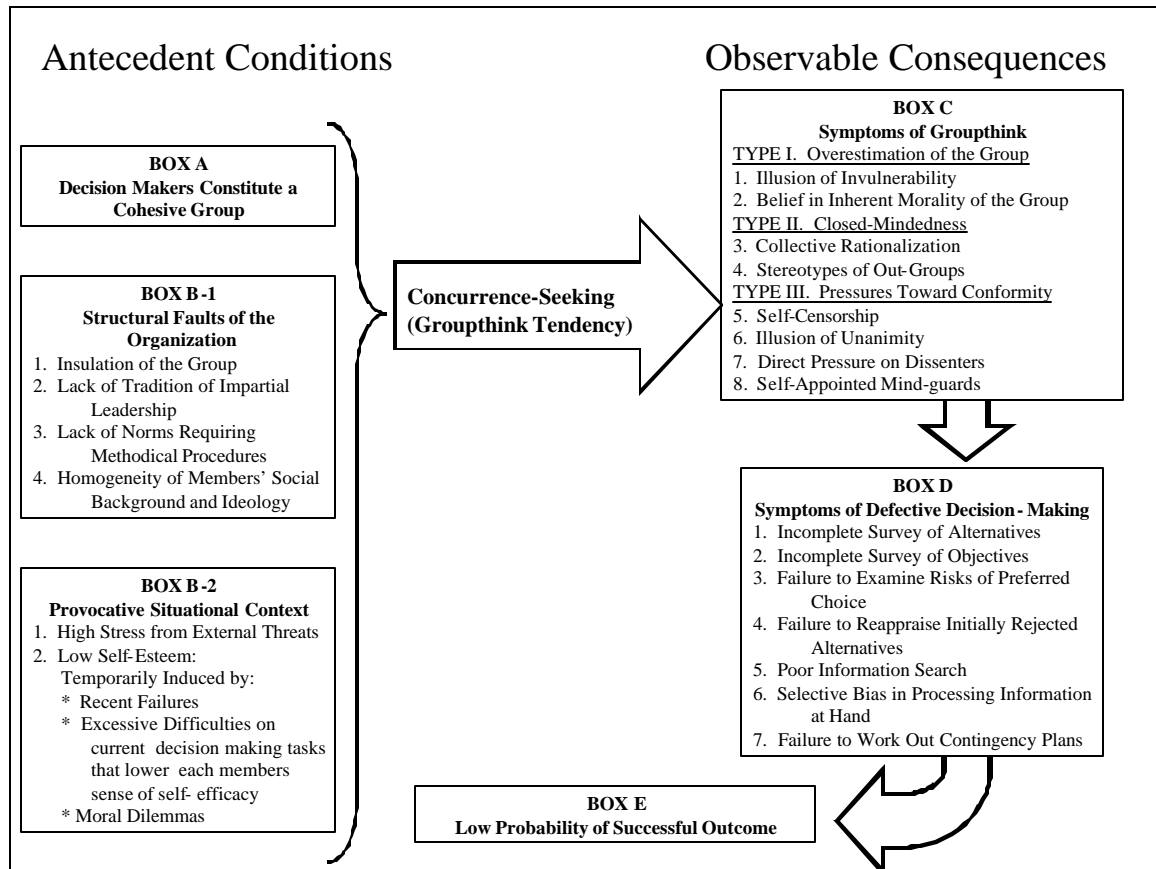 Antecedent Conditions
BOX A
Decision Makers Constitute a
Cohesive Group
BOX B-1
Structural Faults of the
Organization
1. Insulation of the Group
2. Lack of Tradition of Impartial
Leadership
3. Lack of Norms Requiring
Methodical Procedures
4. Homogeneity of Members' Social
Background and Ideology
BOX B-2
Provocative Situational Context
1. High Stress from External Threats
2. Low Self-Esteem:
Temporarily Induced by:
* Recent Failures
* Excessive Difficulties on
current decision making tasks
that lower each members
sense of self- efficacy
* Moral Dilemmas
Concurrence-Seeking
(Groupthink Tendency)
Observable Consequences
BOX C
Symptoms of Groupthink
TYPE I. Overestimation of the Group
1. Illusion of Invulnerability
2. Belief in Inherent Morality of the Group
TYPE II. Closed-Mindedness
3. Collective Rationalization
4. Stereotypes of Out-Groups
TYPE III. Pressures Toward Conformity
5. Self-Censorship
6. Illusion of Unanimity
7. Direct Pressure on Dissenters
8. Self-Appointed Mind-guards
BOX D
Symptoms of Defective Decision - Making
1. Incomplete Survey of Alternatives
2. Incomplete Survey of Objectives
3. Failure to Examine Risks of Preferred
Choice
4. Failure to Reappraise Initially Rejected
Alternatives
5. Poor Information Search
6. Selective Bias in Processing Information
at Hand
7. Failure to Work Out Contingency Plans
BOX E
Low Probability of Successful Outcome